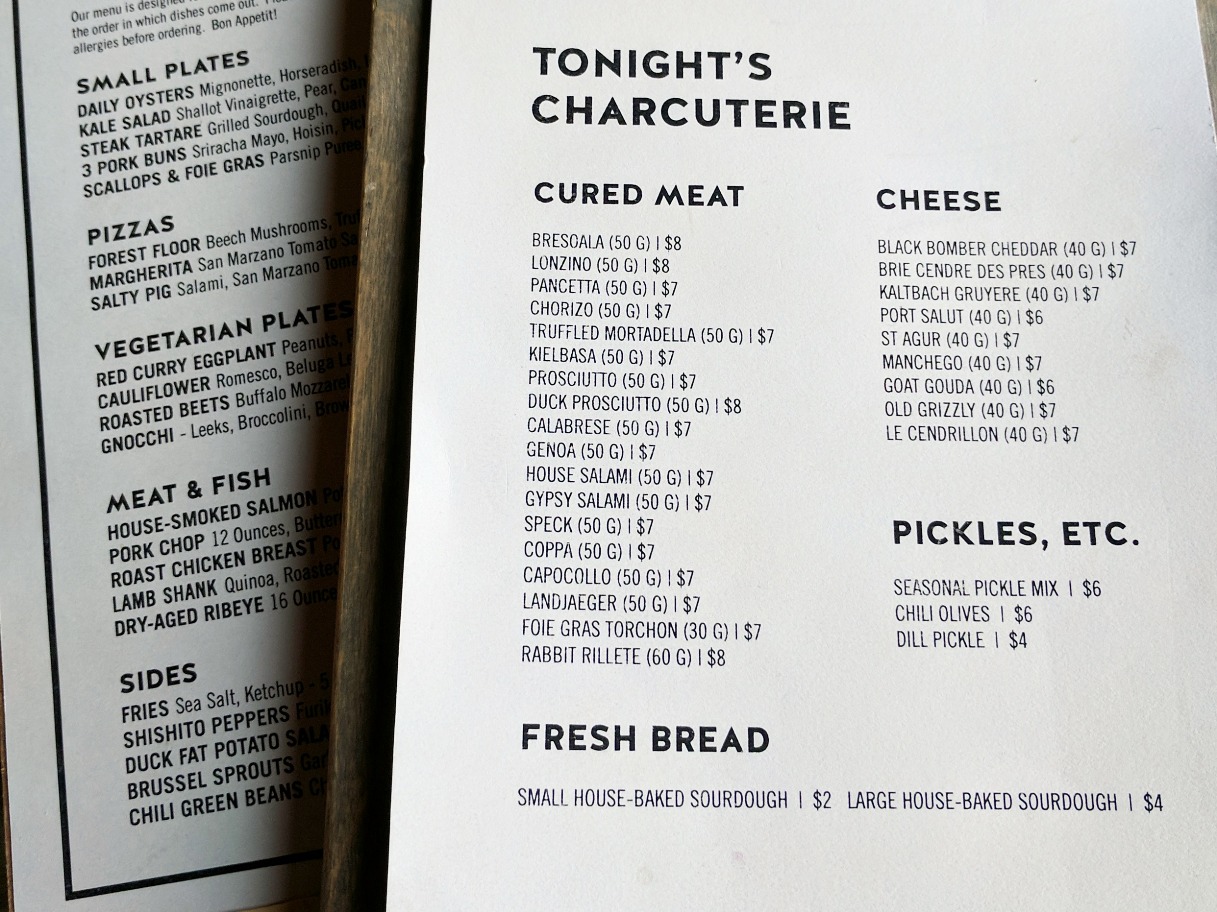 Our menu is designed
the order in which dishes come out.
allergies before ordering. Bon Appetit!
SMALL PLATES
DAILY OYSTERS Mignonette, Horseradish,
KALE SALAD Shallot Vinaigrette, Pear,
STEAK TARTARE Grilled Sourdough, Quail
3 PORK BUNS Sriracha Mayo, Hoisin,
SCALLOPS & FOIE GRAS Parsnip Puree,
PIZZAS
FOREST FLOOR Beech Mushrooms,
MARGHERITA San Marzano Tomato
SALTY PIG Salami, San Marzano
VEGETARIAN PLATES
RED CURRY EGGPLANT Peanuts,
CAULIFLOWER Romesco, Beluga
ROASTED BEETS Buffalo
GNOCCHI - Leeks, Broccolini,
MEAT & FISH
HOUSE-SMOKED SALMON
PORK CHOP 12 Ounces,
ROAST CHICKEN BREAST
LAMB SHANK Quinoa, Roasted
DRY-AGED RIBEYE 16 Ounce
SIDES
FRIES Sea Salt, Ketchup - 5
SHISHITO PEPPERS
DUCK FAT POTATO
BRUSSEL SPROUTS
CHILI GREEN BEANS
TONIGHT'S
CHARCUTERIE
CURED MEAT
BRESOALA (50 G) | $8
LONZINO (50 G) | $8
PANCETTA (50 G) | $7
CHORIZO (50 G) | $7
TRUFFLED MORTADELLA (50 G) | $7
KIELBASA (50 G) | $7
PROSCIUTTO (50 G) | $7
DUCK PROSCIUTTO (50 G) | $8
CALABRESE (50 G) | $7
GENOA (50 G) | $7
HOUSE SALAMI (50 G) | $7
GYPSY SALAMI (50 G) | $7
SPECK (50 G) | $7
COPPA (50 G) | $7
CAPOCOLLO (50 G) | $7
LANDJAEGER (50 G) | $7
FOIE GRAS TORCHON (30 G) | $7
RABBIT RILLETE (60 G) | $8
CHEESE
BLACK BOMBER CHEDDAR (40 G) | $7
BRIE CENDRE DES PRES (40 G) | $7
KALTBACH GRUYERE (40 G) | $7
PORT SALUT (40 G) | $6
ST AGUR (40 G) | $7
MANCHEGO (40 G) | $7
GOAT GOUDA (40 G) | $6
OLD GRIZZLY (40 G) | $7
LE CENDRILLON (40 G) | $7
PICKLES, ETC.
SEASONAL PICKLE MIX | $6
CHILI OLIVES | $6
DILL PICKLE | $4
FRESH BREAD
SMALL HOUSE-BAKED SOURDOUGH | $2 LARGE HOUSE-BAKED SOURDOUGH | $4